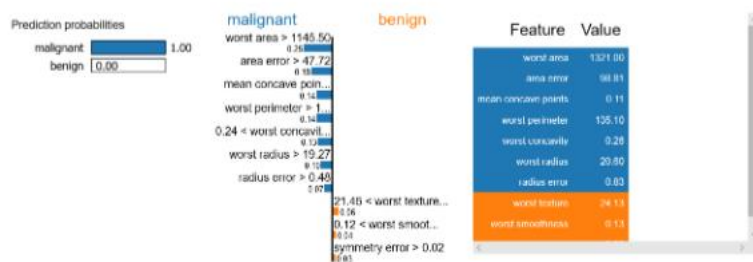 Prediction probabilities
malignant 1.00
benign 0.00
malignant benign
worst area > 1145.50
area error > 47.72
mean concave poin...
0.14
worst perimeter > 1...
0.14
0.24 < worst concavit...
0.13
worst radius > 19.27
0.10
radius error > 0.48
0.07
21.46 < worst texture...
0.06
0.12 < worst smoot...
0.04
symmetry error > 0.02
0.03
Feature Value
worst area 1321.00
area error 98.81
mean concave points 0.11
worst perimeter 135.10
worst concavity 0.26
worst radius 20.60
radius error 0.83
worst texture 24.13
worst smoothness 0.13